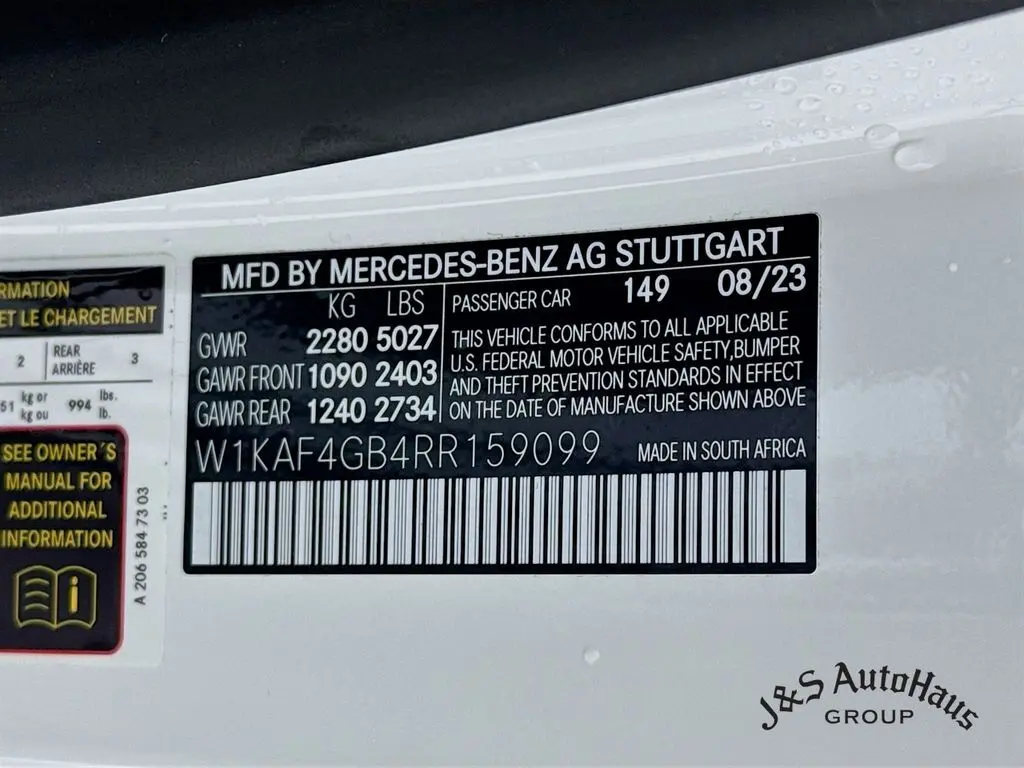 RMATION
ET LE CHARGEMENT
2 REAR ARRIÈRE 3
51 kg or kg ou 994 lbs. lb.
SEE OWNER´S
MANUAL FOR
ADDITIONAL
INFORMATION
i
A 206 584 73 03
MFD BY MERCEDES-BENZ AG STUTTGART
KG LBS
GVWR 2280 5027
GAWR FRONT 1090 2403
GAWR REAR 1240 2734
PASSENGER CAR 149 08/23
THIS VEHICLE CONFORMS TO ALL APPLICABLE
U.S. FEDERAL MOTOR VEHICLE SAFETY,BUMPER
AND THEFT PREVENTION STANDARDS IN EFFECT
ON THE DATE OF MANUFACTURE SHOWN ABOVE
W1KAF4GB4RR159099 MADE IN SOUTH AFRICA
J&S AutoHaus
GROUP